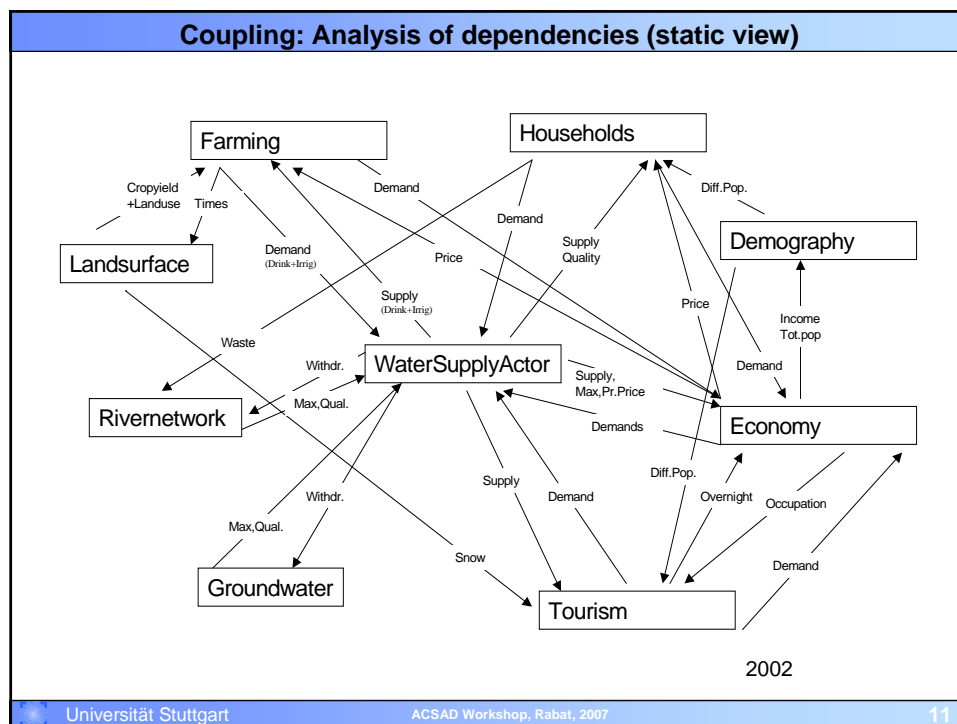 Coupling: Analysis of dependencies (static view)
Farming
Households
Cropyield
+Landuse
Times
Demand
Diff.Pop.
Demand
Demand
(Drink+Irrig)
Price
Supply
Quality
Demography
Landsurface
Supply
(Drink+Irrig)
Price
Income
Tot.pop
Waste
Withdr.
WaterSupplyActor
Supply,
Max,Pr.Price
Demand
Rivernetwork
Max,Qual.
Demands
Economy
Supply
Demand
Diff.Pop.
Overnight
Occupation
Withdr.
Max,Qual.
Snow
Demand
Groundwater
Tourism
2002
Universität Stuttgart
ACSAD Workshop, Rabat, 2007
11